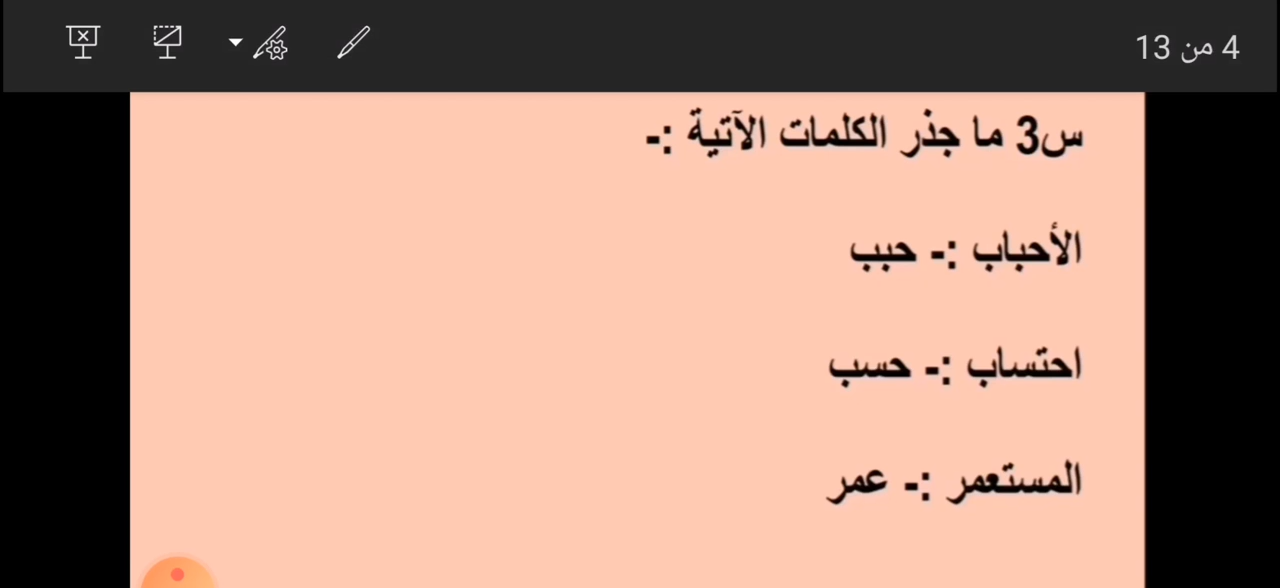 4 من 13
س3 ما جذر الكلمات الآتية :-
الأحباب :- حبب
احتساب :- حسب
المستعمر :- عمر